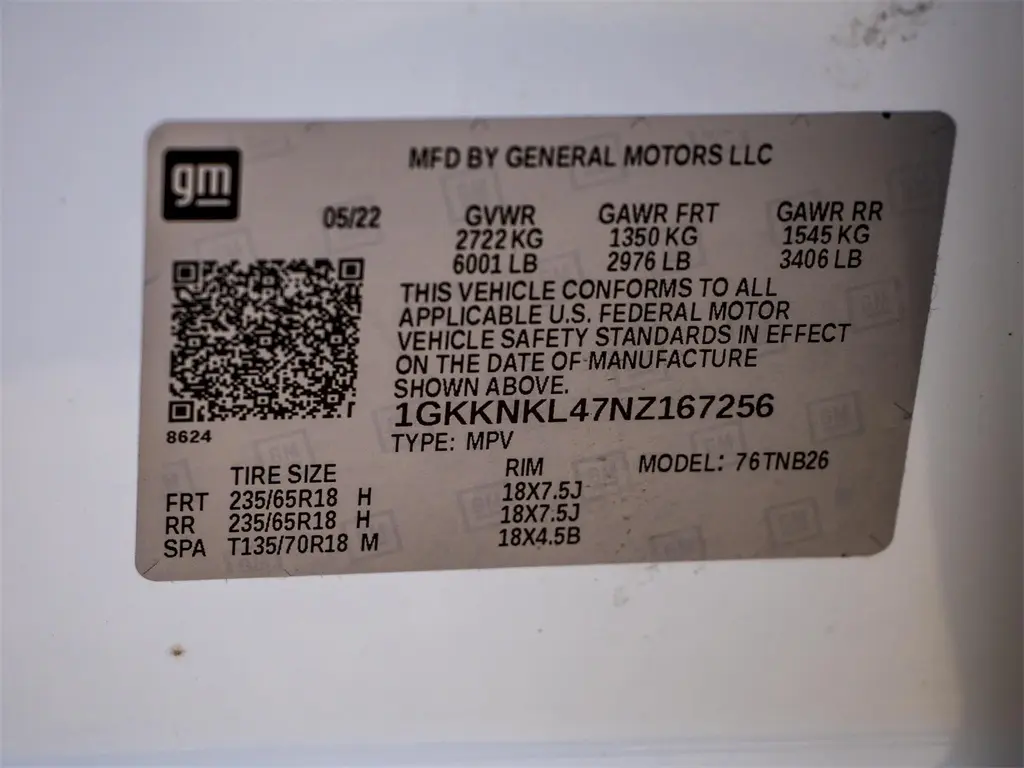 gm
MFD BY GENERAL MOTORS LLC
05/22 GVWR GAWR FRT GAWR RR
2722 KG 1350 KG 1545 KG
6001 LB 2976 LB 3406 LB
THIS VEHICLE CONFORMS TO ALL
APPLICABLE U.S. FEDERAL MOTOR
VEHICLE SAFETY STANDARDS IN EFFECT
ON THE DATE OF MANUFACTURE
SHOWN ABOVE.
1GKKNKL47NZ167256
8624
TYPE: MPV
TIRE SIZE RIM MODEL: 76TNB26
FRT 235/65R18 H 18X7.5J
RR 235/65R18 H 18X7.5J
SPA T135/70R18 M 18X4.5B